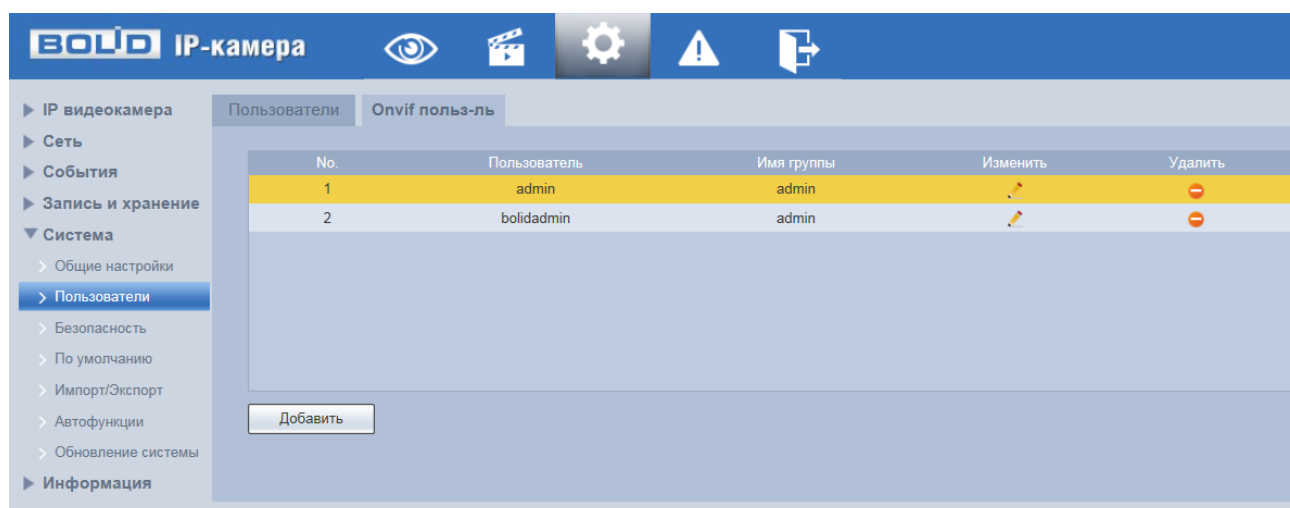 BOLID IP-камера
IP видеокамера
Сеть
События
Запись и хранение
Система
Общие настройки
Пользователи
Безопасность
По умолчанию
Импорт/Экспорт
Автофункции
Обновление системы
Информация
Пользователи Onvif польз-ль
No. Пользователь Имя группы Изменить Удалить
1 admin admin
2 bolidadmin admin
Добавить